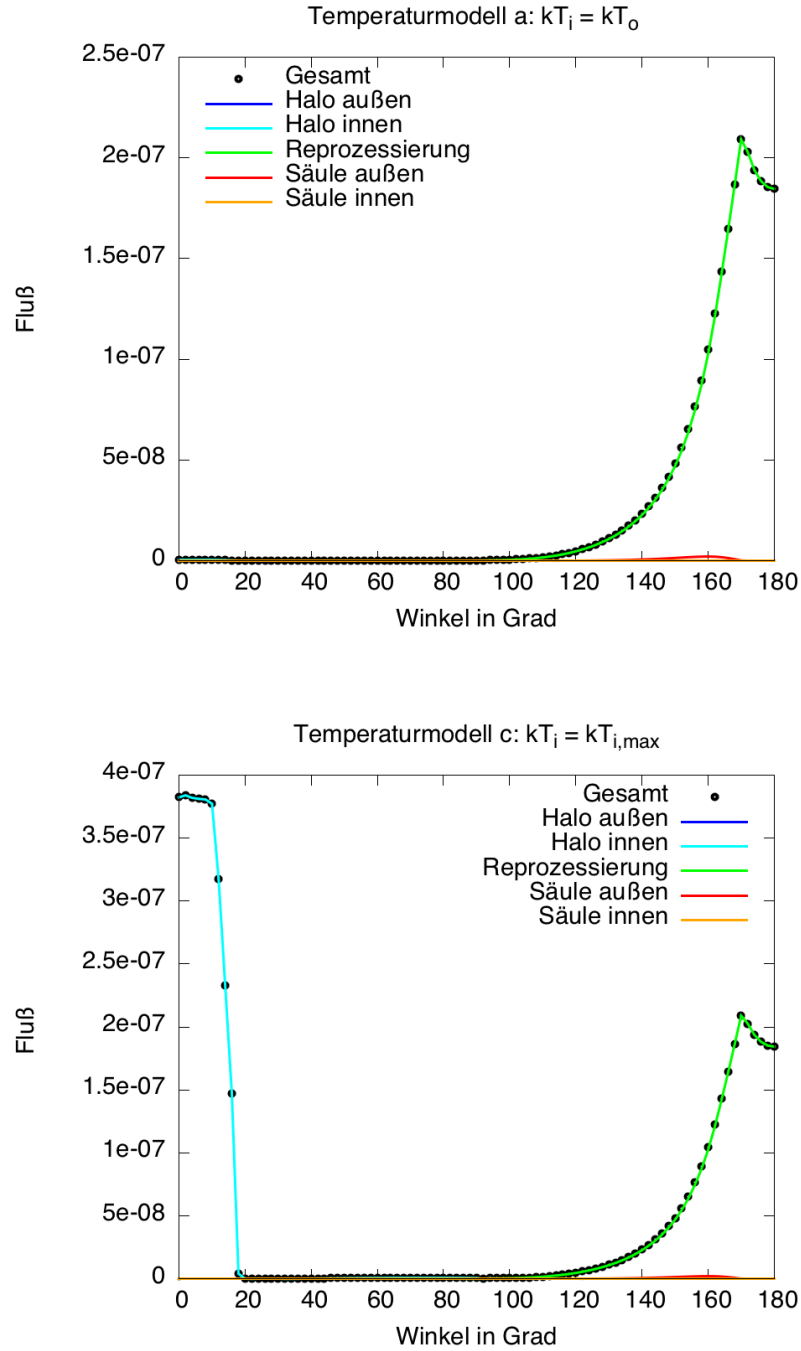 Temperaturmodell a: kTi = kTo
2.5e-07
2e-07
1.5e-07
1e-07
5e-08
0
Fluß
Gesamt
Halo außen
Halo innen
Reprozessierung
Säule außen
Säule innen
0 20 40 60 80 100 120 140 160 180
Winkel in Grad
Temperaturmodell c: kTi = kTi,max
4e-07
3.5e-07
3e-07
2.5e-07
2e-07
1.5e-07
1e-07
5e-08
0
Fluß
Gesamt
Halo außen
Halo innen
Reprozessierung
Säule außen
Säule innen
0 20 40 60 80 100 120 140 160 180
Winkel in Grad